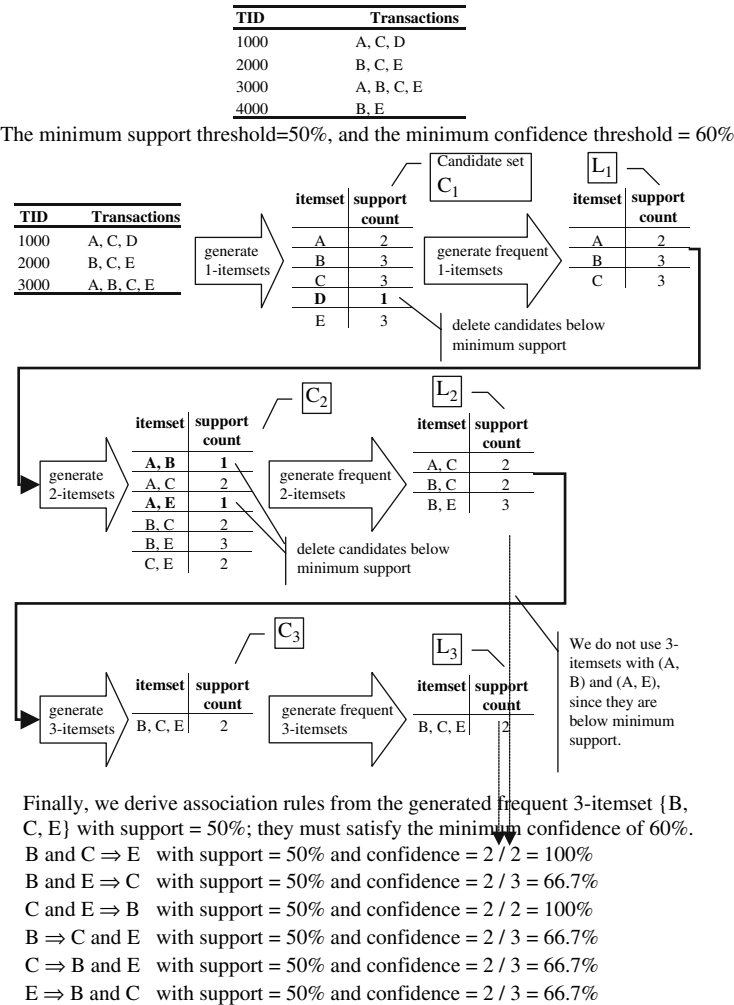 TID Transactions
1000 A, C, D
2000 B, C, E
3000 A, B, C, E
4000 B, E
The minimum support threshold=50%, and the minimum confidence threshold = 60%
TID Transactions
1000 A, C, D
2000 B, C, E
3000 A, B, C, E
generate
1-itemsets
Candidate set
C1
itemset support
count
A 2
B 3
C 3
D 1
E 3
delete candidates below
minimum support
generate frequent
1-itemsets
L1
itemset support
count
A 2
B 3
C 3
generate
2-itemsets
C2
itemset support
count
A, B 1
A, C 2
A, E 1
B, C 2
B, E 3
C, E 2
delete candidates below
minimum support
generate frequent
2-itemsets
L2
itemset support
count
A, C 2
B, C 2
B, E 3
generate
3-itemsets
C3
itemset support
count
B, C, E 2
generate frequent
3-itemsets
L3
itemset support
count
B, C, E 2
We do not use 3-
itemsets with (A,
B) and (A, E),
since they are
below minimum
support.
Finally, we derive association rules from the generated frequent 3-itemset {B,
C, E} with support = 50%; they must satisfy the minimum confidence of 60%.
B and C ⇒ E with support = 50% and confidence = 2 / 2 = 100%
B and E ⇒ C with support = 50% and confidence = 2 / 3 = 66.7%
C and E ⇒ B with support = 50% and confidence = 2 / 2 = 100%
B ⇒ C and E with support = 50% and confidence = 2 / 3 = 66.7%
C ⇒ B and E with support = 50% and confidence = 2 / 3 = 66.7%
E ⇒ B and C with support = 50% and confidence = 2 / 3 = 66.7%